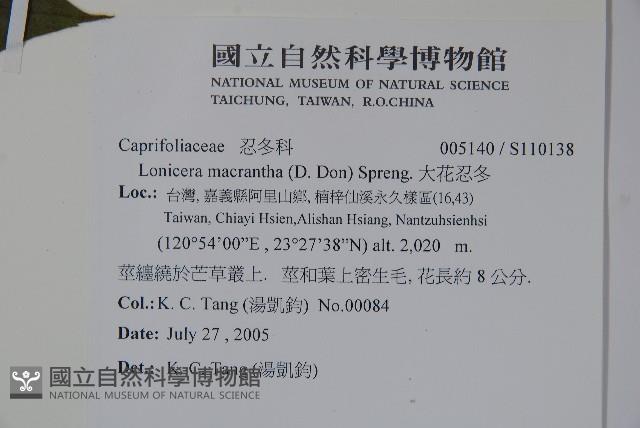 國立自然科學博物館
NATIONAL MUSEUM OF NATURAL SCIENCE
TAICHUNG, TAIWAN, R.O.CHINA
Caprifoliaceae 忍冬科 005140 / S110138
Lonicera macrantha (D. Don) Spreng. 大花忍冬
Loc.: 台灣, 嘉義縣阿里山鄉, 楠梓仙溪永久樣區(16,43)
Taiwan, Chiayi Hsien,Alishan Hsiang, Nantzuhsienhsi
(120°54’00”E , 23°27’38”N) alt. 2,020 m.
莖纏繞於芒草叢上. 莖和葉上密生毛, 花長約 8 公分.
Col.: K. C. Tang (湯凱鈞) No.00084
Date: July 27 , 2005
Det.: K. C. Tang (湯凱鈞)
國立自然科學博物館
NATIONAL MUSEUM OF NATURAL SCIENCE